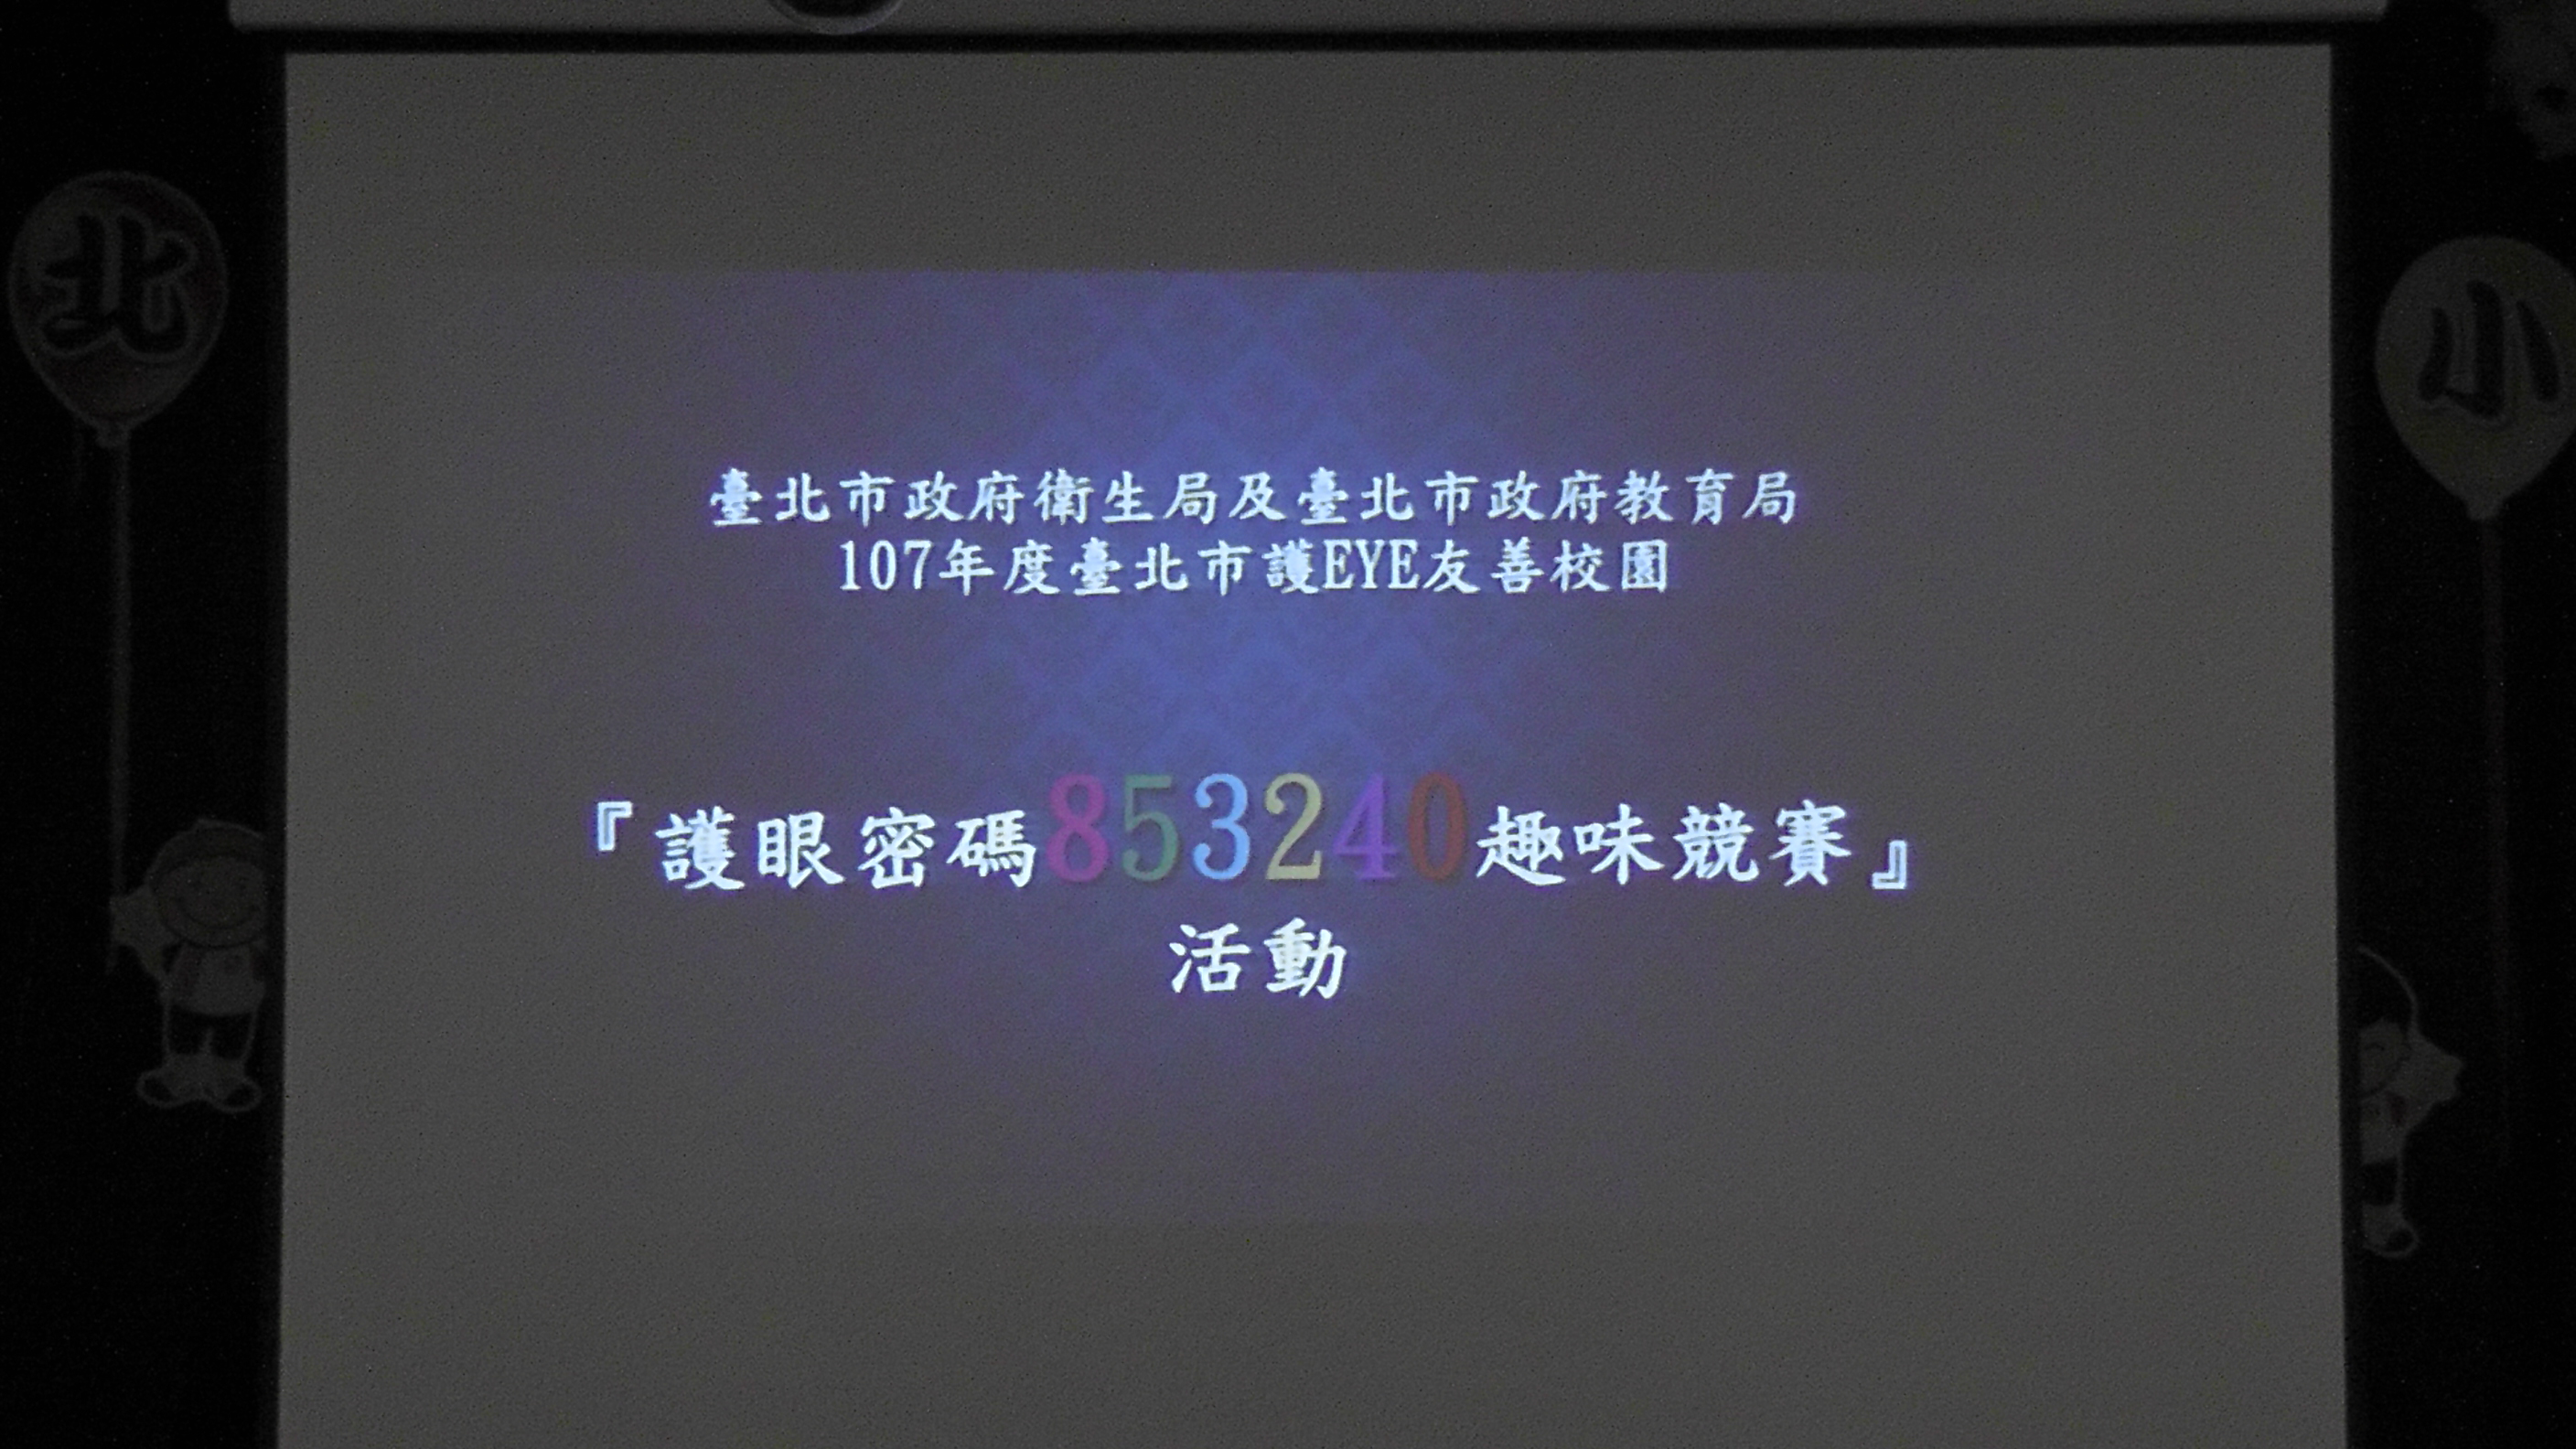 臺北市政府衛生局及臺北市政府教育局
107年度臺北市護EYE友善校園
『護眼密碼853240趣味競賽』
活動
北
小